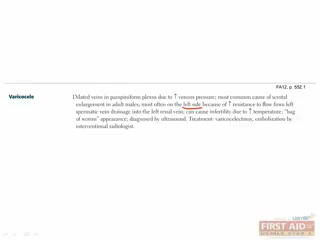 FA12, p. 552.1
Varicocele
Dilated veins in pampiniform plexus due to ↑ venous pressure; most common cause of scrotal
enlargement in adult males; most often on the left side because of ↑ resistance to flow from left
spermatic vein drainage into the left renal vein; can cause infertility due to ↑ temperature; "bag
of worms" appearance; diagnosed by ultrasound. Treatment: varicocelectomy, embolization by
interventional radiologist.
FIRST AID